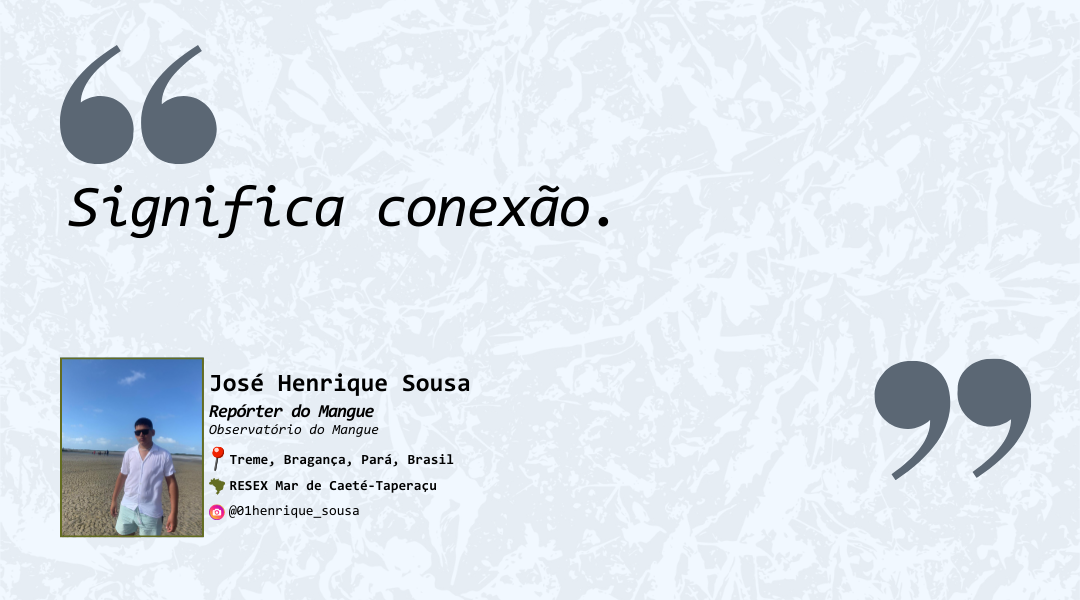 “
Significa conexão.
”
José Henrique Sousa
Repórter do Mangue
Observatório do Mangue
Treme, Bragança, Pará, Brasil
RESEX Mar de Caeté-Taperaçu
@01henrique_sousa